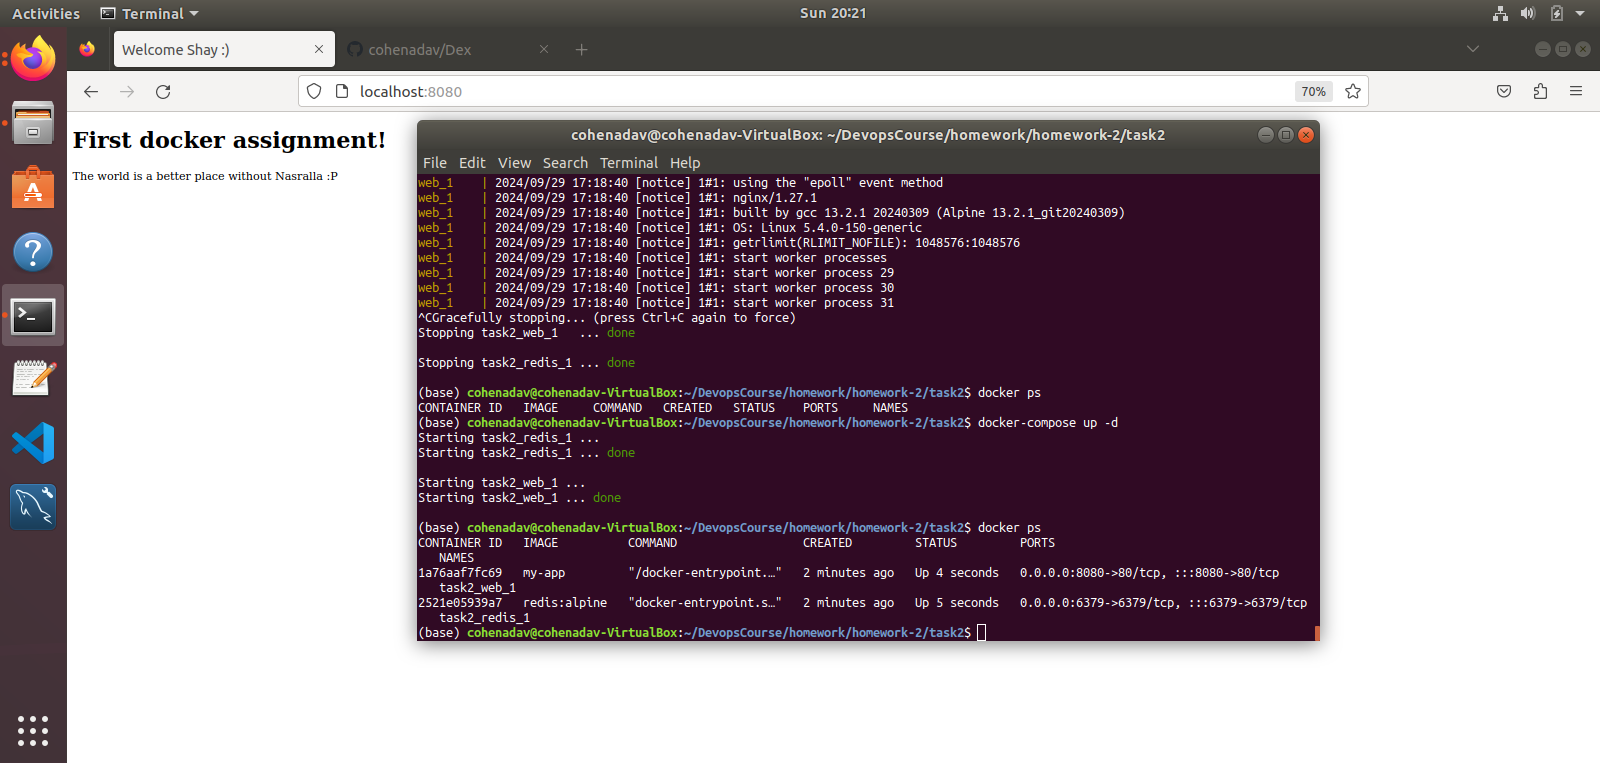 Activities Terminal Sun 20:21
Welcome Shay :) cohenadav/Dex
localhost:8080 70%
First docker assignment!
The world is a better place without Nasralla :P
cohenadav@cohenadav-VirtualBox: ~/DevopsCourse/homework/homework-2/task2
File Edit View Search Terminal Help
web_1    | 2024/09/29 17:18:40 [notice] 1#1: using the "epoll" event method
web_1    | 2024/09/29 17:18:40 [notice] 1#1: nginx/1.27.1
web_1    | 2024/09/29 17:18:40 [notice] 1#1: built by gcc 13.2.1 20240309 (Alpine 13.2.1_git20240309)
web_1    | 2024/09/29 17:18:40 [notice] 1#1: OS: Linux 5.4.0-150-generic
web_1    | 2024/09/29 17:18:40 [notice] 1#1: getrlimit(RLIMIT_NOFILE): 1048576:1048576
web_1    | 2024/09/29 17:18:40 [notice] 1#1: start worker processes
web_1    | 2024/09/29 17:18:40 [notice] 1#1: start worker process 29
web_1    | 2024/09/29 17:18:40 [notice] 1#1: start worker process 30
web_1    | 2024/09/29 17:18:40 [notice] 1#1: start worker process 31
^CGracefully stopping... (press Ctrl+C again to force)
Stopping task2_web_1   ... done
Stopping task2_redis_1 ... done
(base) cohenadav@cohenadav-VirtualBox:~/DevopsCourse/homework/homework-2/task2$ docker ps
CONTAINER ID   IMAGE     COMMAND   CREATED   STATUS    PORTS     NAMES
(base) cohenadav@cohenadav-VirtualBox:~/DevopsCourse/homework/homework-2/task2$ docker-compose up -d
Starting task2_redis_1 ...
Starting task2_redis_1 ... done
Starting task2_web_1 ...
Starting task2_web_1 ... done
(base) cohenadav@cohenadav-VirtualBox:~/DevopsCourse/homework/homework-2/task2$ docker ps
CONTAINER ID   IMAGE          COMMAND                  CREATED         STATUS         PORTS
   NAMES
1a76aaf7fc69   my-app         "/docker-entrypoint.…"   2 minutes ago   Up 4 seconds   0.0.0.0:8080->80/tcp, :::8080->80/tcp
   task2_web_1
2521e05939a7   redis:alpine   "docker-entrypoint.s…"   2 minutes ago   Up 5 seconds   0.0.0.0:6379->6379/tcp, :::6379->6379/tcp
   task2_redis_1
(base) cohenadav@cohenadav-VirtualBox:~/DevopsCourse/homework/homework-2/task2$